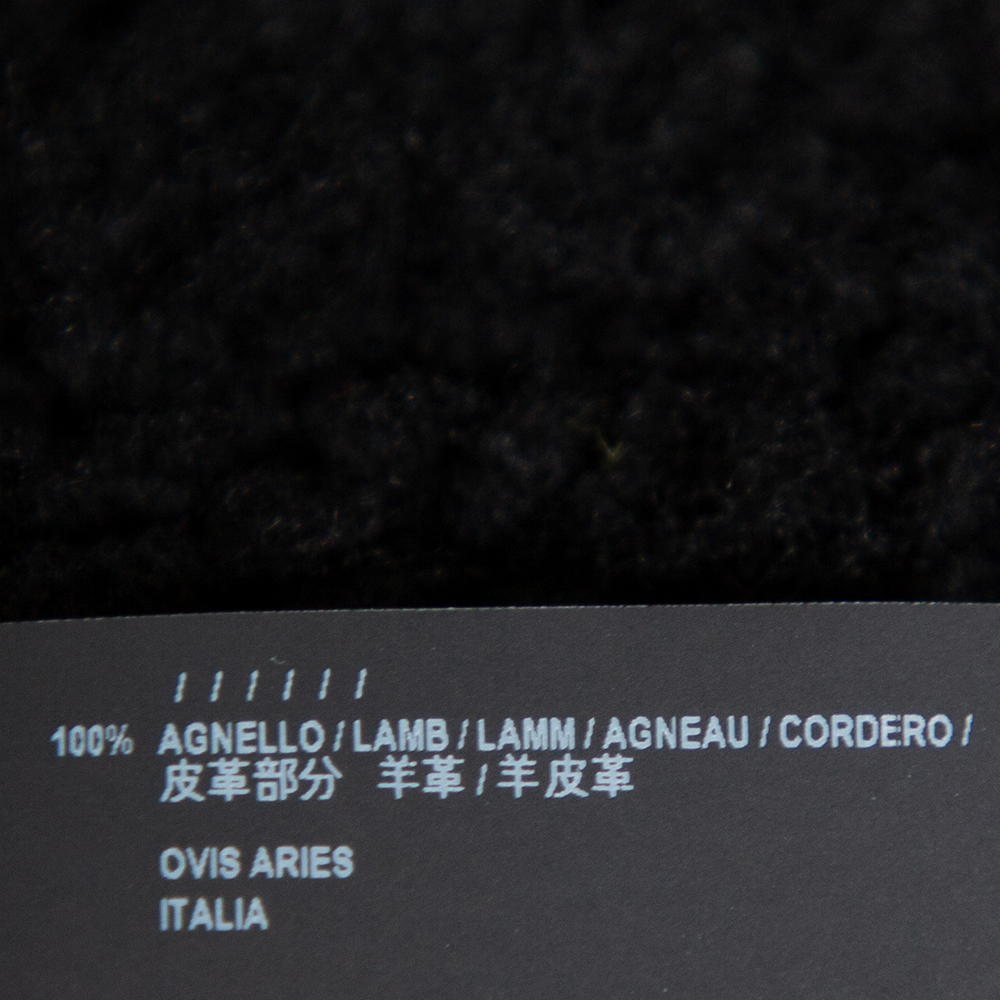 / / / / / /
100% AGNELLO / LAMB / LAMM / AGNEAU / CORDERO /
皮革部分 羊革 / 羊皮革
OVIS ARIES
ITALIA